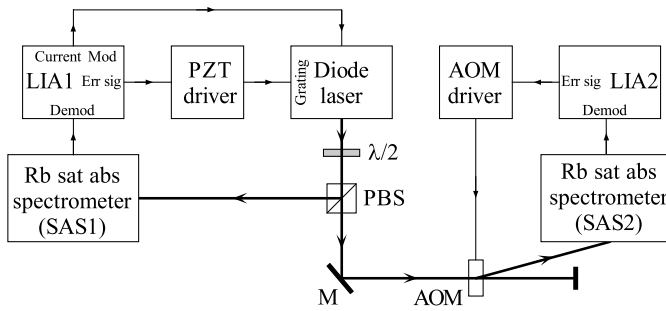 Current Mod
LIA1
Err sig
Demod
PZT
driver
Grating
Diode
laser
AOM
driver
Err sig
LIA2
Demod
λ/2
Rb sat abs
spectrometer
(SAS1)
PBS
Rb sat abs
spectrometer
(SAS2)
M
AOM